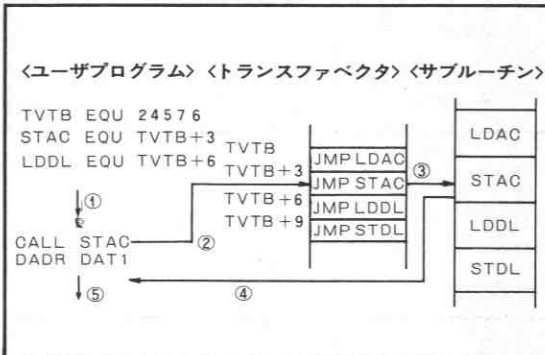 〈ユーザプログラム〉〈トランスファベクタ〉〈サブルーチン〉
TVTB EQU 24576
STAC EQU TVTB+3
LDDL EQU TVTB+6
①
CALL STAC
DADR DAT1
⑤
②
TVTB
TVTB+3
TVTB+6
TVTB+9
JMP LDAC
JMP STAC
JMP LDDL
JMP STDL
③
④
LDAC
STAC
LDDL
STDL